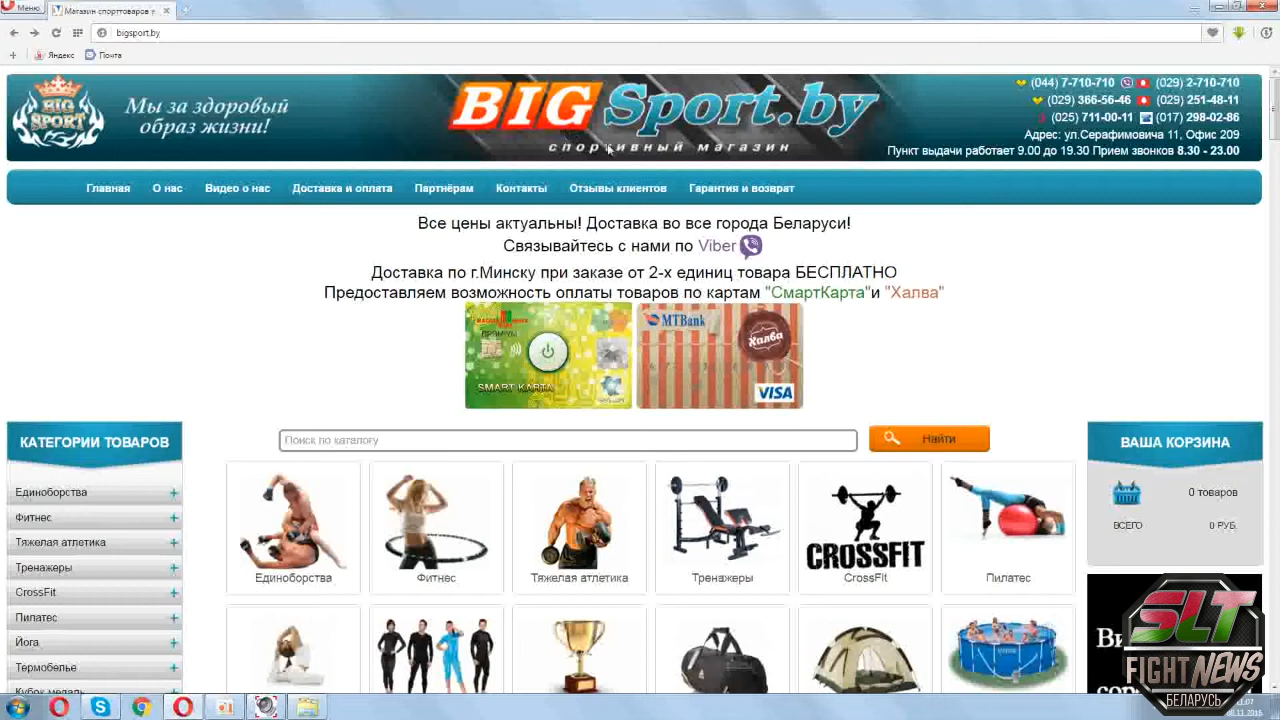 Меню
Магазин спорттоваров
bigsport.by
Яндекс
Почта
BIG
SPORT
Мы за здоровый
образ жизни!
BIGSport.by
спортивный магазин
(044) 7-710-710 (029) 2-710-710
(029) 366-56-46 (029) 251-48-11
(025) 711-00-11 (017) 298-02-86
Адрес: ул.Серафимовича 11, Офис 209
Пункт выдачи работает 9.00 до 19.30 Прием звонков 8.30 - 23.00
Главная О нас Видео о нас Доставка и оплата Партнёрам Контакты Отзывы клиентов Гарантия и возврат
Все цены актуальны! Доставка во все города Беларуси!
Связывайтесь с нами по Viber
Доставка по г.Минску при заказе от 2-х единиц товара БЕСПЛАТНО
Предоставляем возможность оплаты товаров по картам "СмартКарта"и "Халва"
SMART КАРТА
MTBank
Халва
VISA
КАТЕГОРИИ ТОВАРОВ
Единоборства
Фитнес
Тяжелая атлетика
Тренажеры
CrossFit
Пилатес
Йога
Термобелье
Кубок медаль
Поиск по каталогу
Найти
CROSSFIT
Единоборства
Фитнес
Тяжелая атлетика
Тренажеры
CrossFit
Пилатес
ВАША КОРЗИНА
0 товаров
ВСЕГО 0 РУБ.
SLT
FIGHT NEWS
БЕЛАРУСЬ